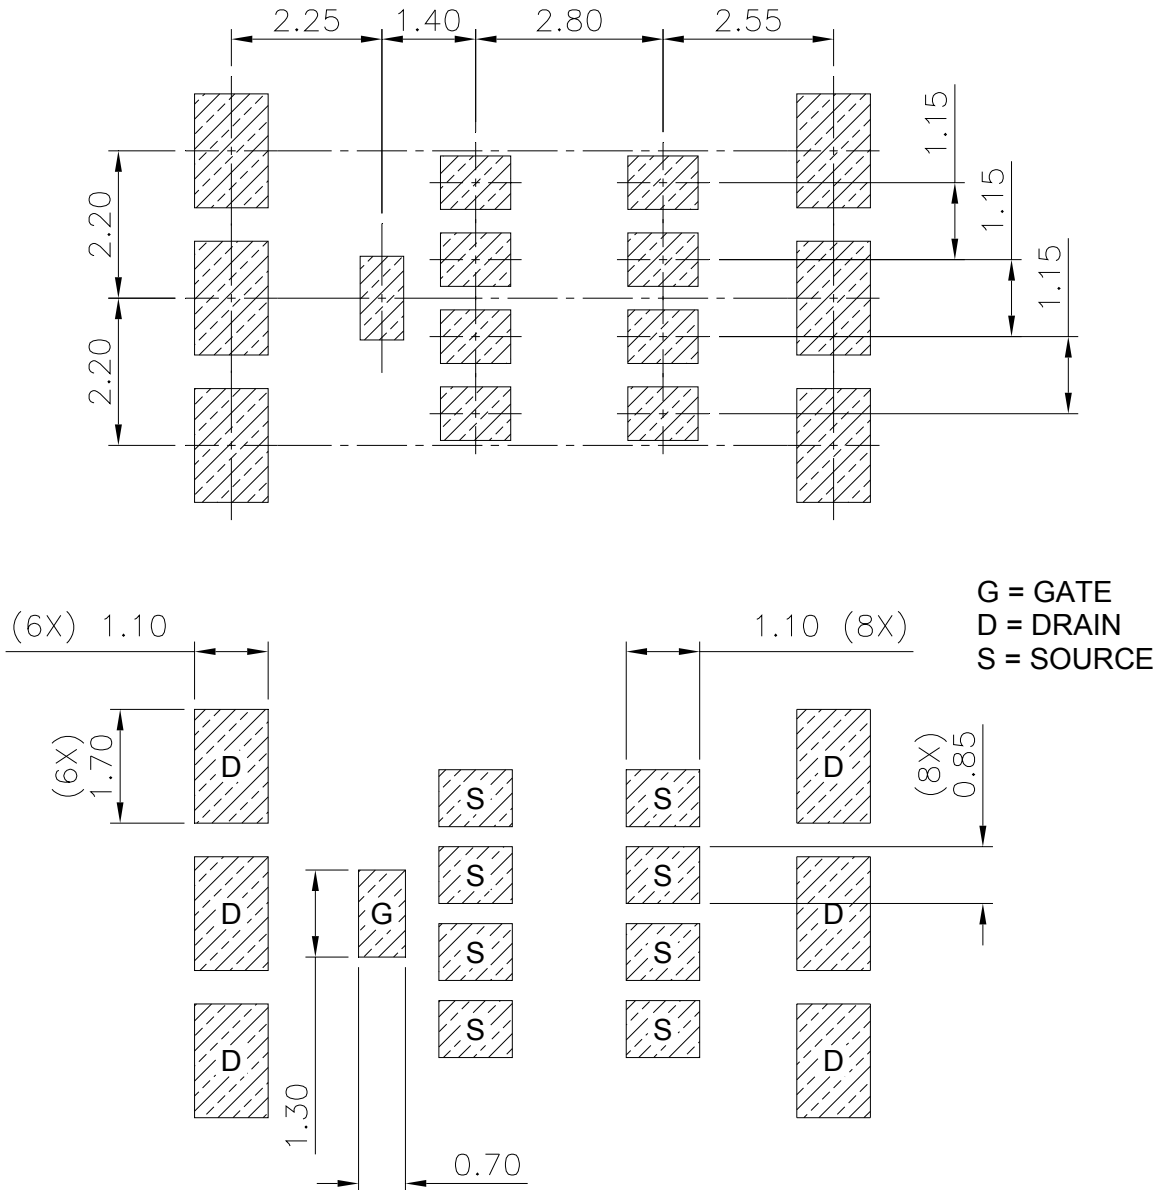 2.25 1.40 2.80 2.55
1.15
1.15
1.15
2.20
2.20
G = GATE
D = DRAIN
S = SOURCE
(6X) 1.10
1.10 (8X)
(6X)
1.70
(8X)
0.85
D
D
S
S
S
S
D
G
D
S
S
S
S
D
D
1.30
0.70